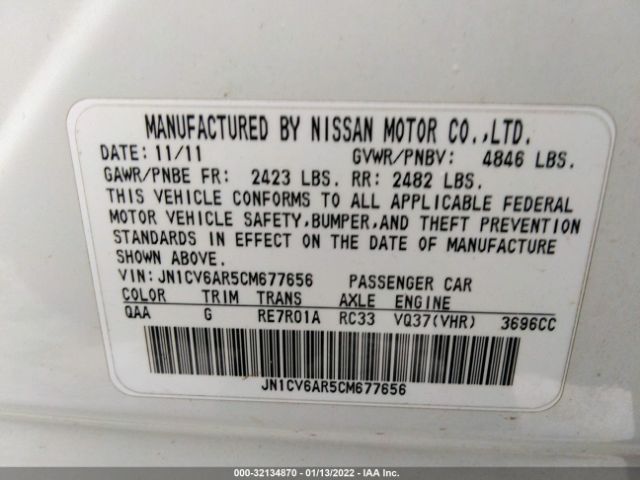 MANUFACTURED BY NISSAN MOTOR CO.,LTD.
DATE: 11/11 GVWR/PNBV: 4846 LBS.
GAWR/PNBE FR: 2423 LBS. RR: 2482 LBS.
THIS VEHICLE CONFORMS TO ALL APPLICABLE FEDERAL
MOTOR VEHICLE SAFETY,BUMPER,AND THEFT PREVENTION
STANDARDS IN EFFECT ON THE DATE OF MANUFACTURE
SHOWN ABOVE.
VIN: JN1CV6AR5CM677656 PASSENGER CAR
COLOR TRIM TRANS AXLE ENGINE
QAA G RE7R01A RC33 VQ37(VHR) 3696CC
JN1CV6AR5CM677656
000-32134870 - 01/13/2022 - IAA Inc.